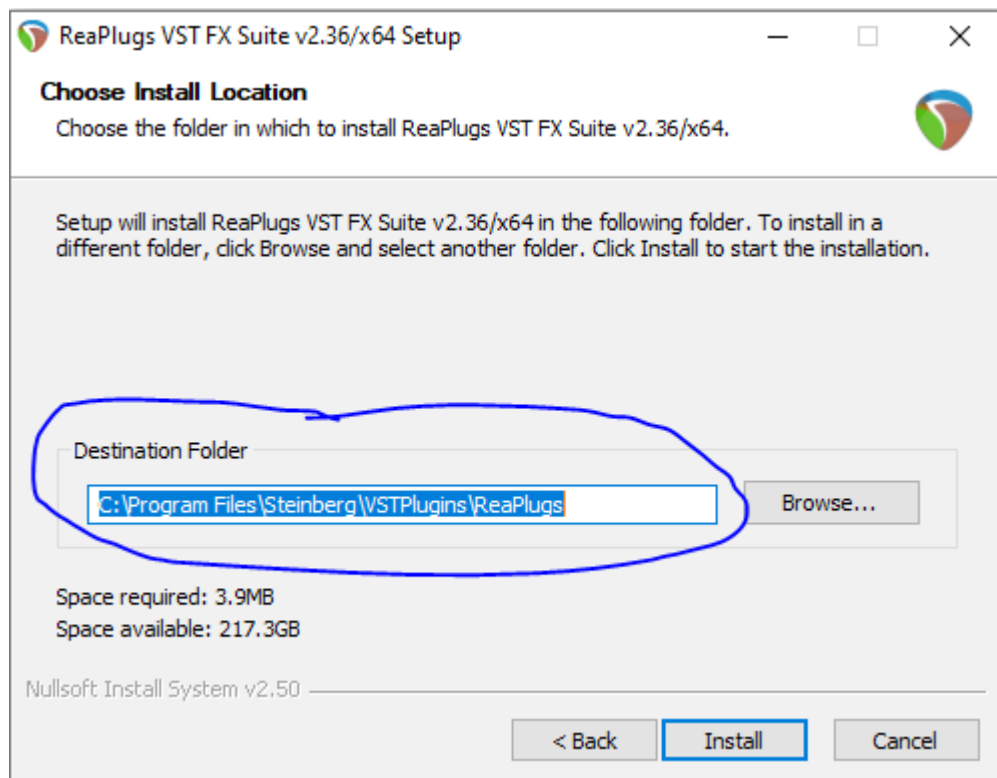 ReaPlugs VST FX Suite v2.36/x64 Setup
Choose Install Location
Choose the folder in which to install ReaPlugs VST FX Suite v2.36/x64.
Setup will install ReaPlugs VST FX Suite v2.36/x64 in the following folder. To install in a
different folder, click Browse and select another folder. Click Install to start the installation.
Destination Folder
C:\Program Files\Steinberg\VSTPlugins\ReaPlugs
Browse...
Space required: 3.9MB
Space available: 217.3GB
Nullsoft Install System v2.50
< Back Install Cancel